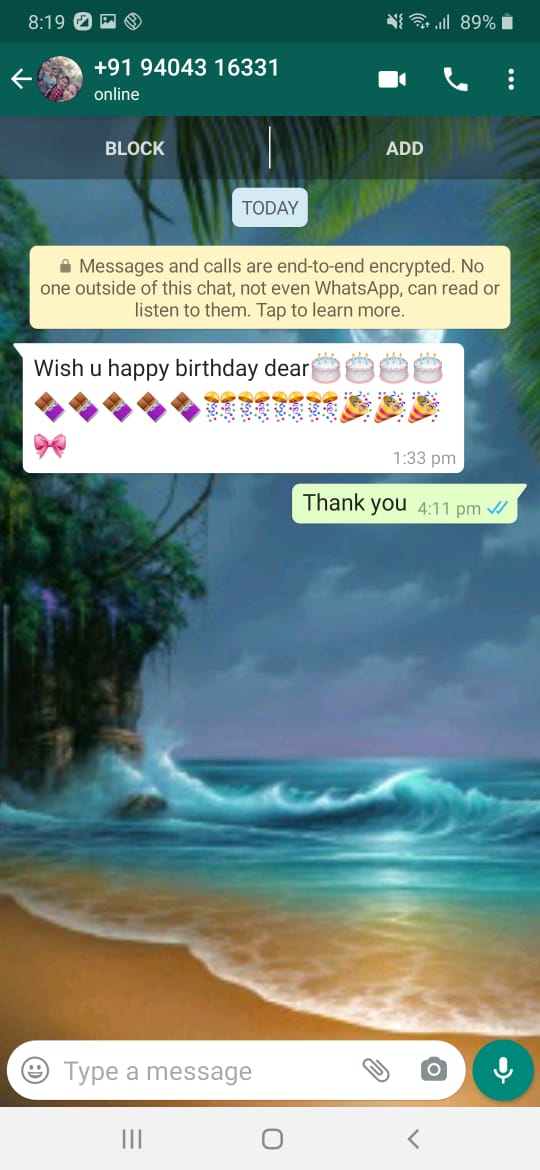 8:19 89%
+91 94043 16331
online
BLOCK ADD
TODAY
Messages and calls are end-to-end encrypted. No
one outside of this chat, not even WhatsApp, can read or
listen to them. Tap to learn more.
Wish u happy birthday dear🎂🎂🎂🎂
🍫🍫🍫🍫🍫🎊🎊🎊🎊🎉🎉🎉
🎀
1:33 pm
Thank you 4:11 pm
Type a message